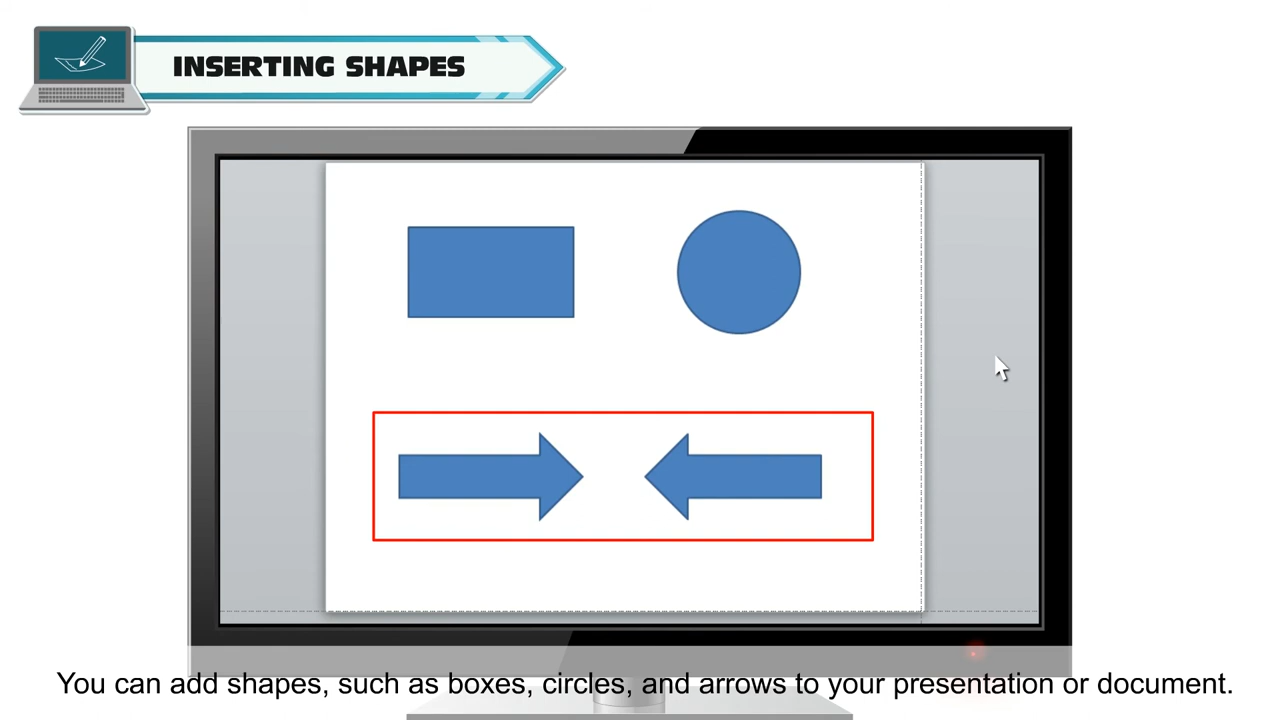 INSERTING SHAPES
You can add shapes, such as boxes, circles, and arrows to your presentation or document.